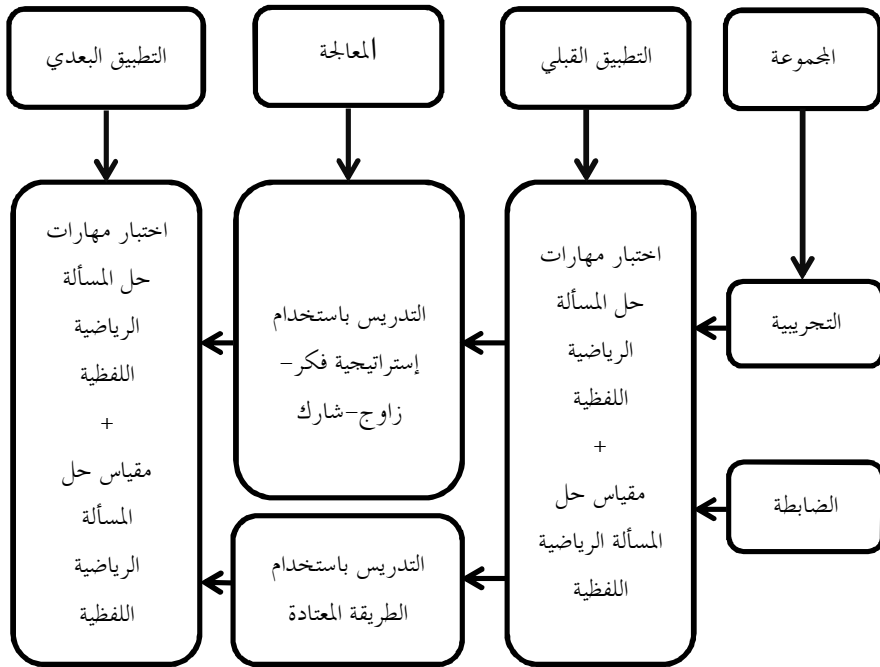 المجموعة
التطبيق القبلي
المعالجة
التطبيق البعدي
التجريبية
الضابطة
اختبار مهارات
حل المسألة
الرياضية
اللفظية
+
مقياس حل
المسألة الرياضية
اللفظية
التدريس باستخدام
إستراتيجية فكر-
زاوج-شارك
التدريس باستخدام
الطريقة المعتادة
اختبار مهارات
حل المسألة
الرياضية
اللفظية
+
مقياس حل
المسألة
الرياضية
اللفظية